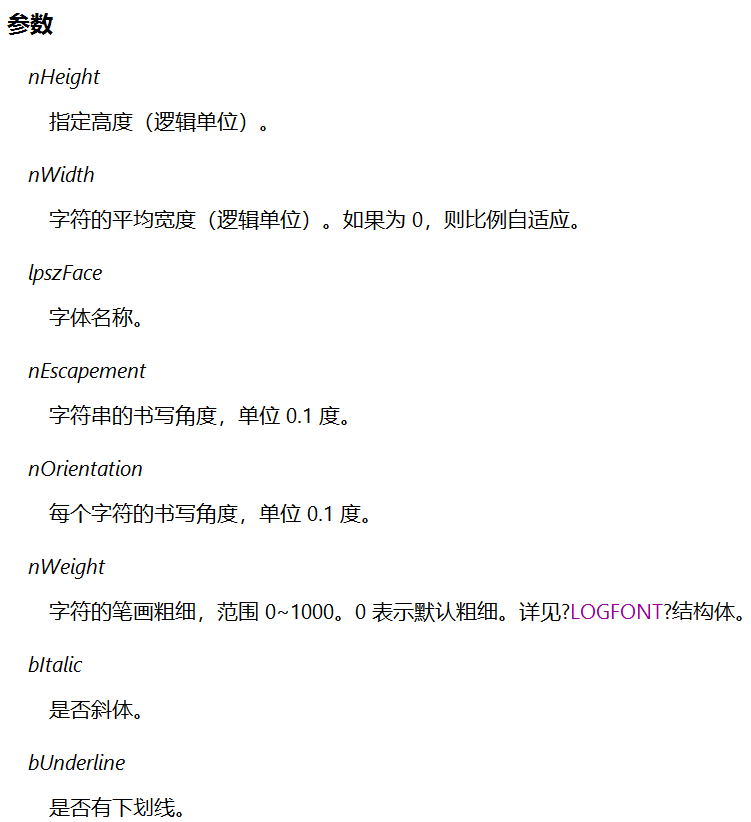 参数
nHeight
指定高度（逻辑单位）。
nWidth
字符的平均宽度（逻辑单位）。如果为 0，则比例自适应。
lpszFace
字体名称。
nEscapement
字符串的书写角度，单位 0.1 度。
nOrientation
每个字符的书写角度，单位 0.1 度。
nWeight
字符的笔画粗细，范围 0~1000。0 表示默认粗细。详见?LOGFONT?结构体。
bItalic
是否斜体。
bUnderline
是否有下划线。